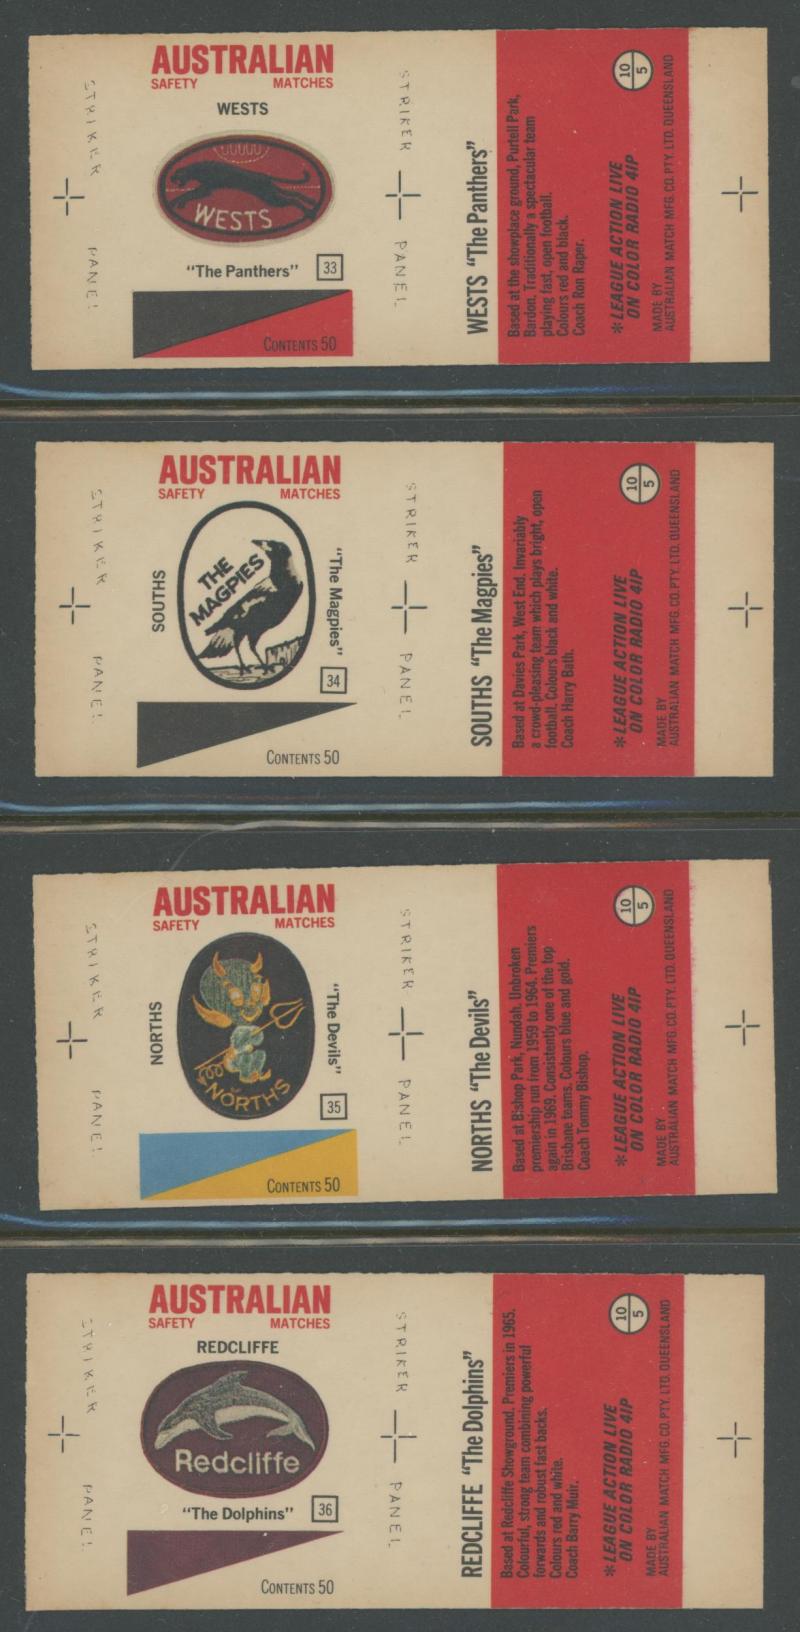 AUSTRALIAN
SAFETY MATCHES
WESTS
WESTS
"The Panthers" 33
CONTENTS 50
STRIKER PANEL
STRIKER PANEL
WESTS "The Panthers"
Based at the showplace ground, Purtell Park,
Bardon. Traditionally a spectacular team
playing fast, open football.
Colours red and black.
Coach Ron Raper.
*LEAGUE ACTION LIVE
ON COLOR RADIO 4IP
MADE BY
AUSTRALIAN MATCH MFG. CO. PTY. LTD. QUEENSLAND
10
5
AUSTRALIAN
SAFETY MATCHES
SOUTHS
THE
MAGPIES
"The Magpies"
34
CONTENTS 50
STRIKER PANEL
STRIKER PANEL
SOUTHS "The Magpies"
Based at Davies Park, West End. Invariably
a crowd-pleasing team which plays bright, open
football. Colours black and white.
Coach Harry Bath.
*LEAGUE ACTION LIVE
ON COLOR RADIO 4IP
MADE BY
AUSTRALIAN MATCH MFG. CO. PTY. LTD. QUEENSLAND
10
5
AUSTRALIAN
SAFETY MATCHES
NORTHS
NORTHS
"The Devils"
35
CONTENTS 50
STRIKER PANEL
STRIKER PANEL
NORTHS "The Devils"
Based at Bishop Park, Nundah. Unbroken
premiership run from 1959 to 1964. Premiers
again in 1969. Consistently one of the top
Brisbane teams. Colours blue and gold.
Coach Tommy Bishop.
*LEAGUE ACTION LIVE
ON COLOR RADIO 4IP
MADE BY
AUSTRALIAN MATCH MFG. CO. PTY. LTD. QUEENSLAND
10
5
AUSTRALIAN
SAFETY MATCHES
REDCLIFFE
Redcliffe
"The Dolphins" 36
CONTENTS 50
STRIKER PANEL
STRIKER PANEL
REDCLIFFE "The Dolphins"
Based at Redcliffe Showground. Premiers in 1965.
Colourful, strong team combining powerful
forwards and robust fast backs.
Colours red and white.
Coach Barry Muir.
*LEAGUE ACTION LIVE
ON COLOR RADIO 4IP
MADE BY
AUSTRALIAN MATCH MFG. CO. PTY. LTD. QUEENSLAND
10
5